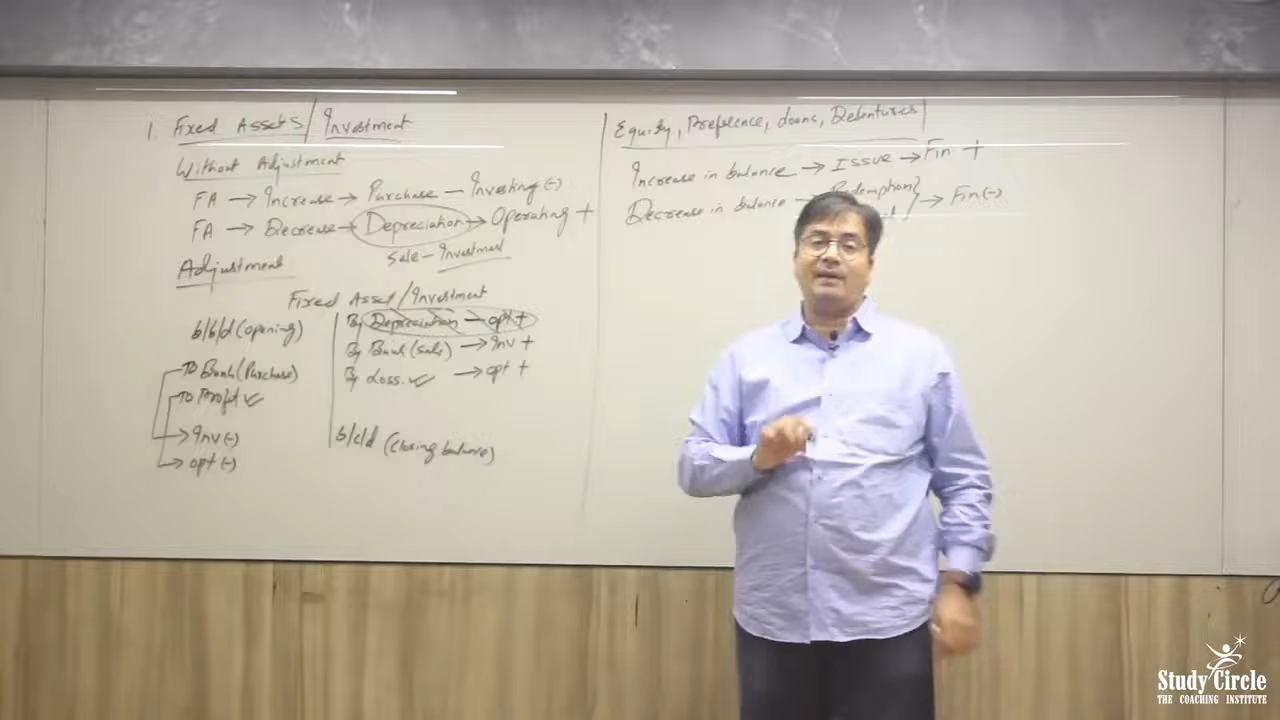 1. Fixed Assets/Investment
Without Adjustment
FA → Increase → Purchase — Investing (-)
FA → Decrease → Depreciation → Operating +
Sale - Investment
Adjustment
Fixed Asset/Investment
b/b/d (opening)
To Bank (Purchase)
To Profit ✓
→ Inv (-)
→ opt (-)
By Depreciation — opt +
By Bank (sale) → Inv +
By Loss. ✓ → opt +
b/c/d (closing balance)
Equity, Preference, Loans, Debentures
Increase in balance → Issue → Fin +
Decrease in balance → Redemption } → Fin (-)
Study Circle
THE COACHING INSTITUTE